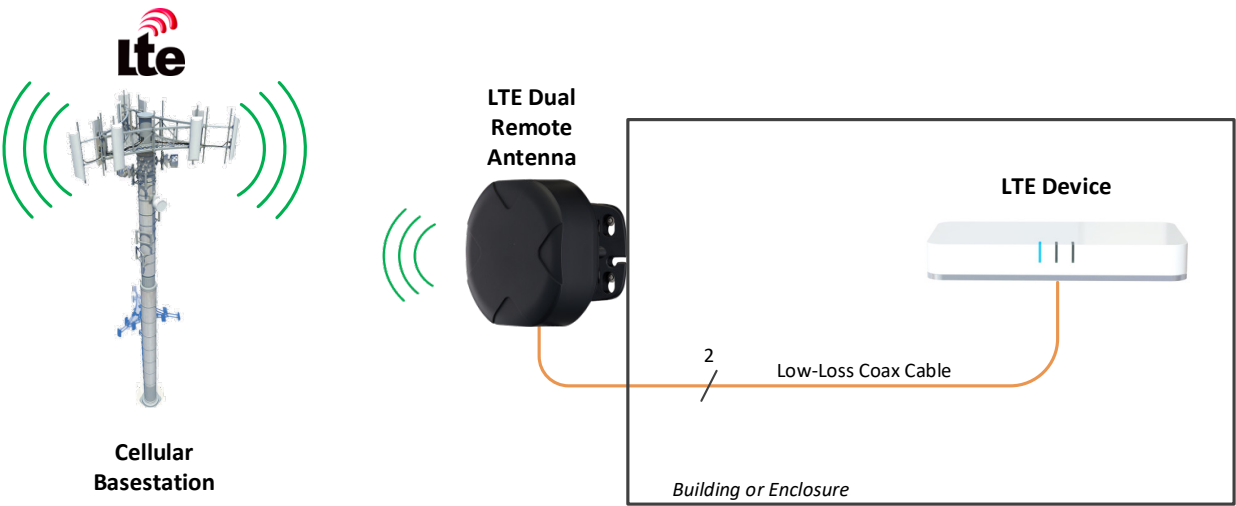 Lte
LTE Dual
Remote
Antenna
LTE Device
2
Low-Loss Coax Cable
Cellular
Basestation
Building or Enclosure